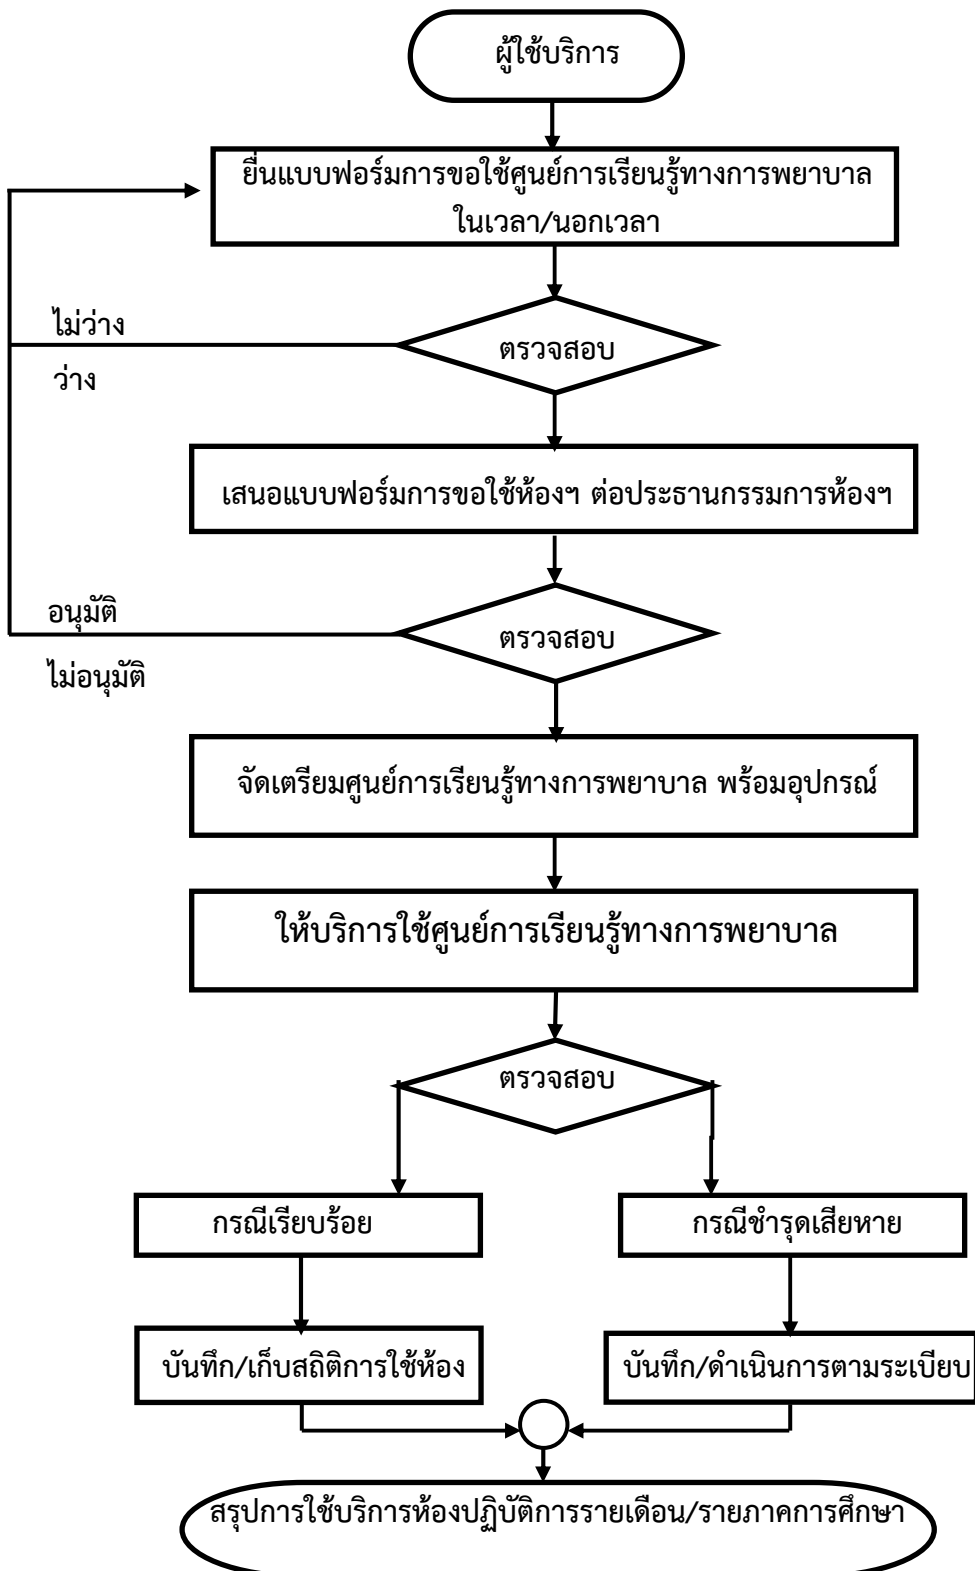 ผู้ใช้บริการ
ยื่นแบบฟอร์มการขอใช้ศูนย์การเรียนรู้ทางการพยาบาล
ในเวลา/นอกเวลา
ไม่ว่าง
ตรวจสอบ
ว่าง
เสนอแบบฟอร์มการขอใช้ห้องฯ ต่อประธานกรรมการห้องฯ
อนุมัติ
ตรวจสอบ
ไม่อนุมัติ
จัดเตรียมศูนย์การเรียนรู้ทางการพยาบาล พร้อมอุปกรณ์
ให้บริการใช้ศูนย์การเรียนรู้ทางการพยาบาล
ตรวจสอบ
กรณีเรียบร้อย
กรณีชำรุดเสียหาย
บันทึก/เก็บสถิติการใช้ห้อง
บันทึก/ดำเนินการตามระเบียบ
สรุปการใช้บริการห้องปฏิบัติการรายเดือน/รายภาคการศึกษา